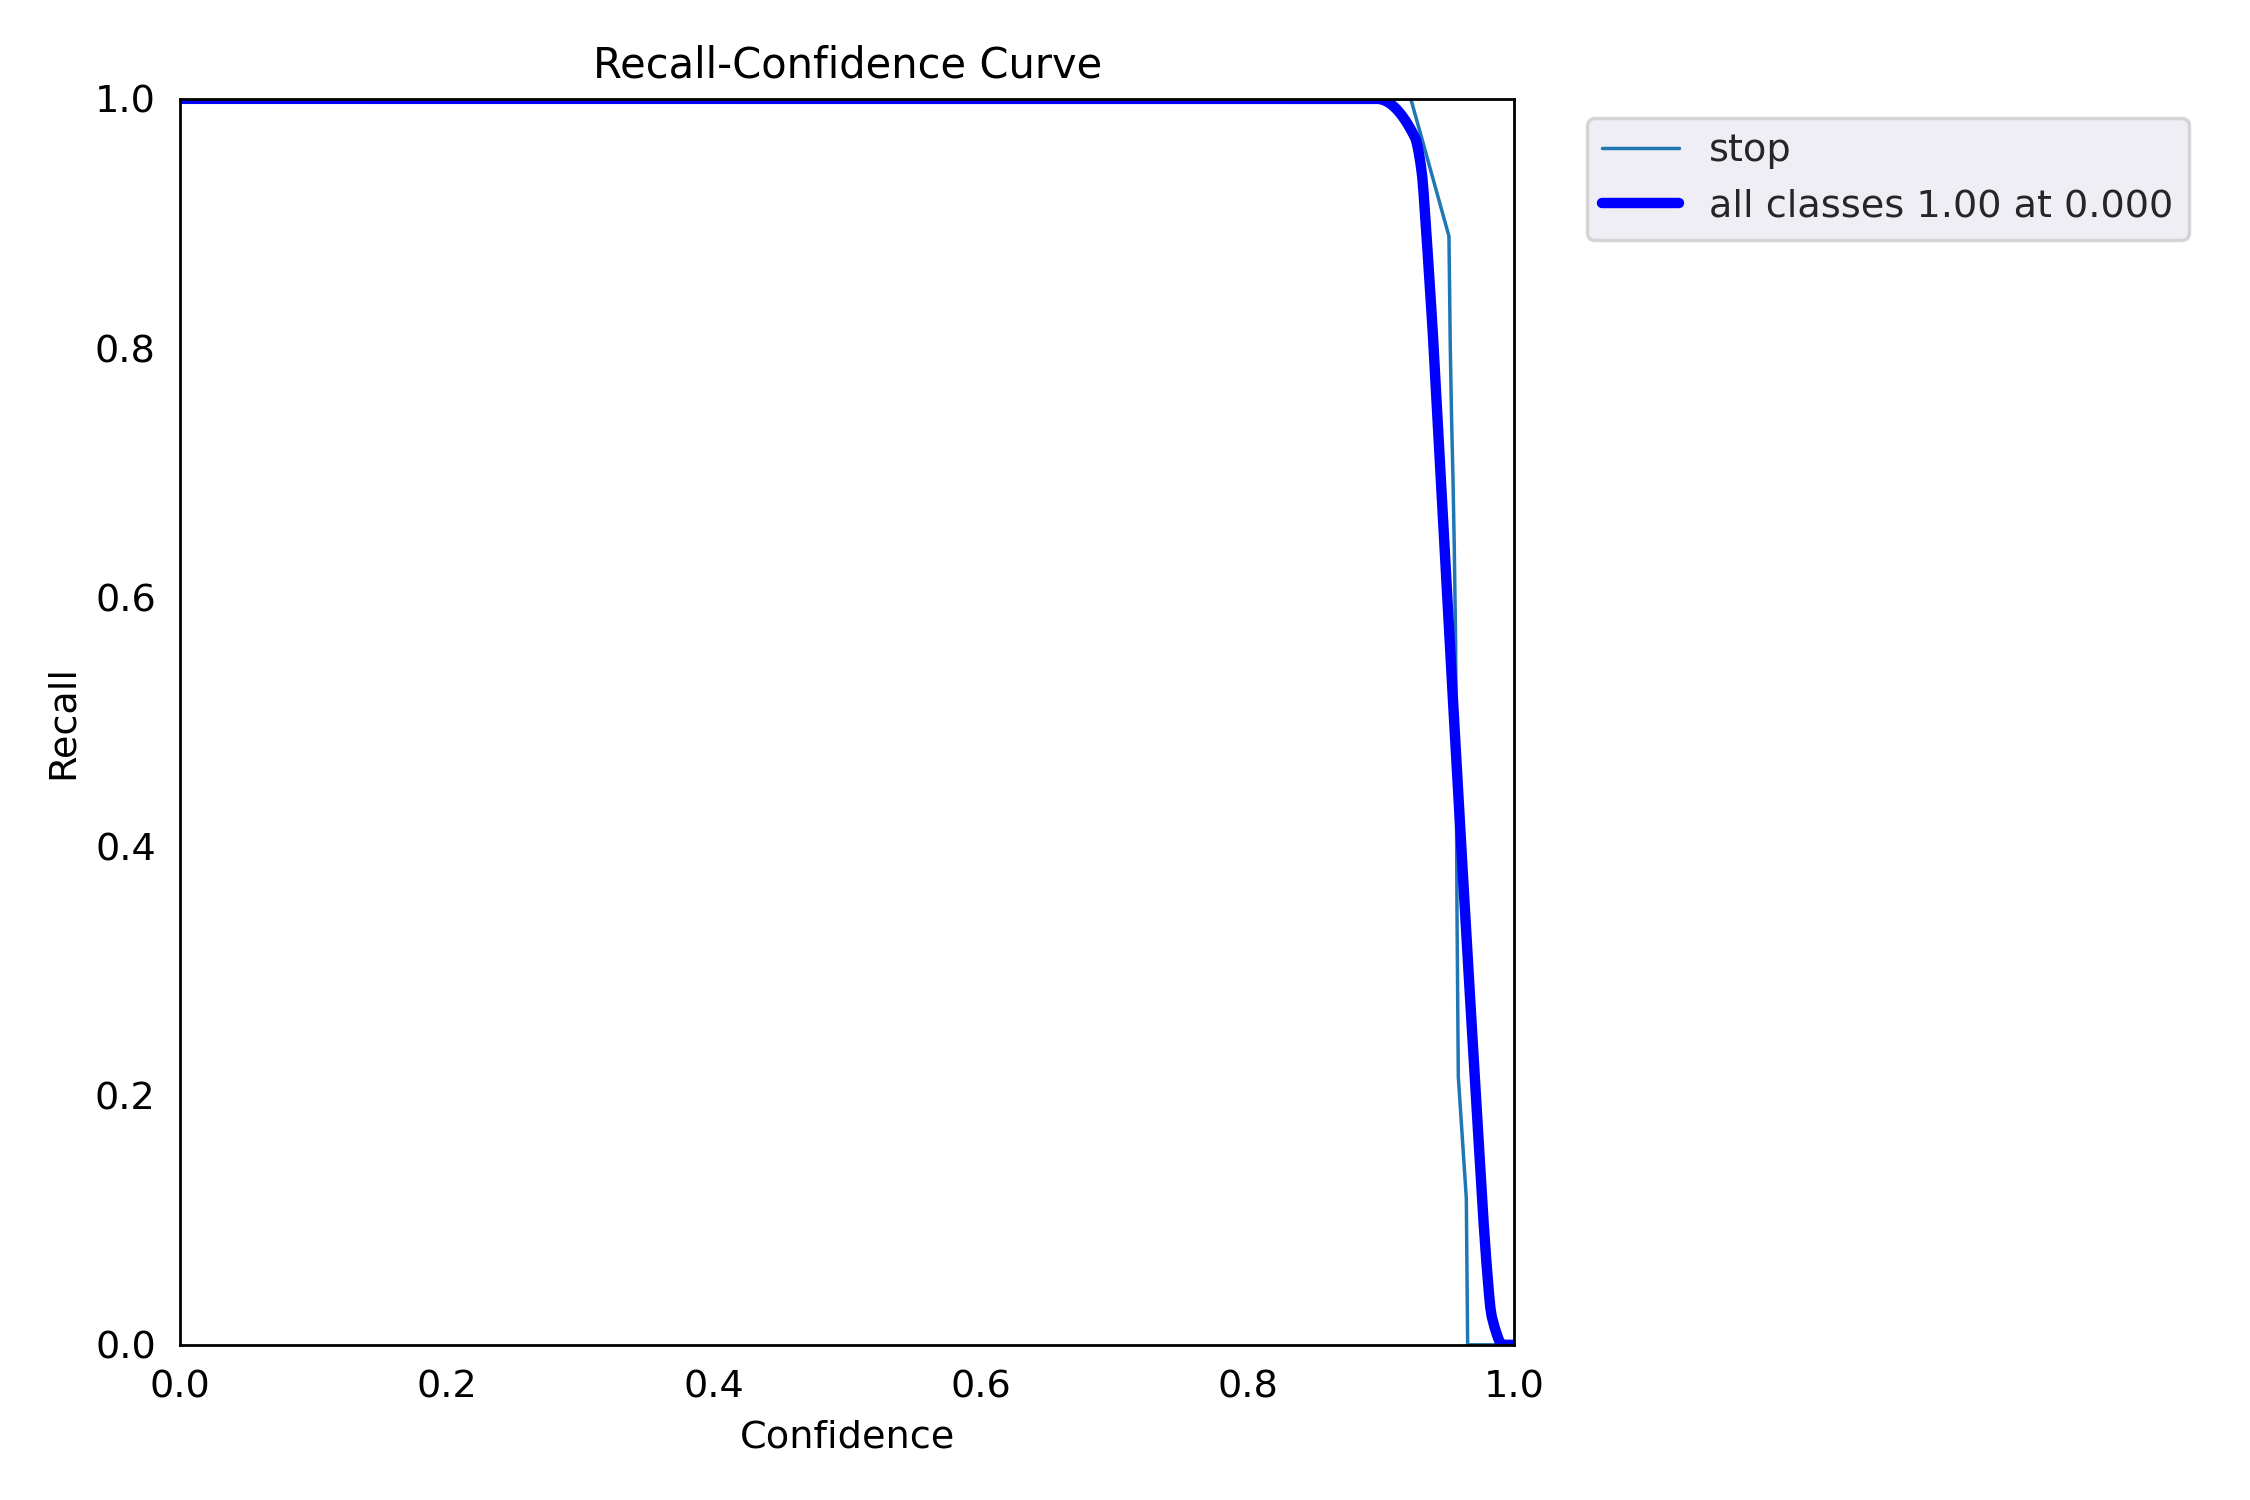 Recall-Confidence Curve
1.0
0.8
0.6
0.4
0.2
0.0
Recall
0.0 0.2 0.4 0.6 0.8 1.0
Confidence
stop
all classes 1.00 at 0.000